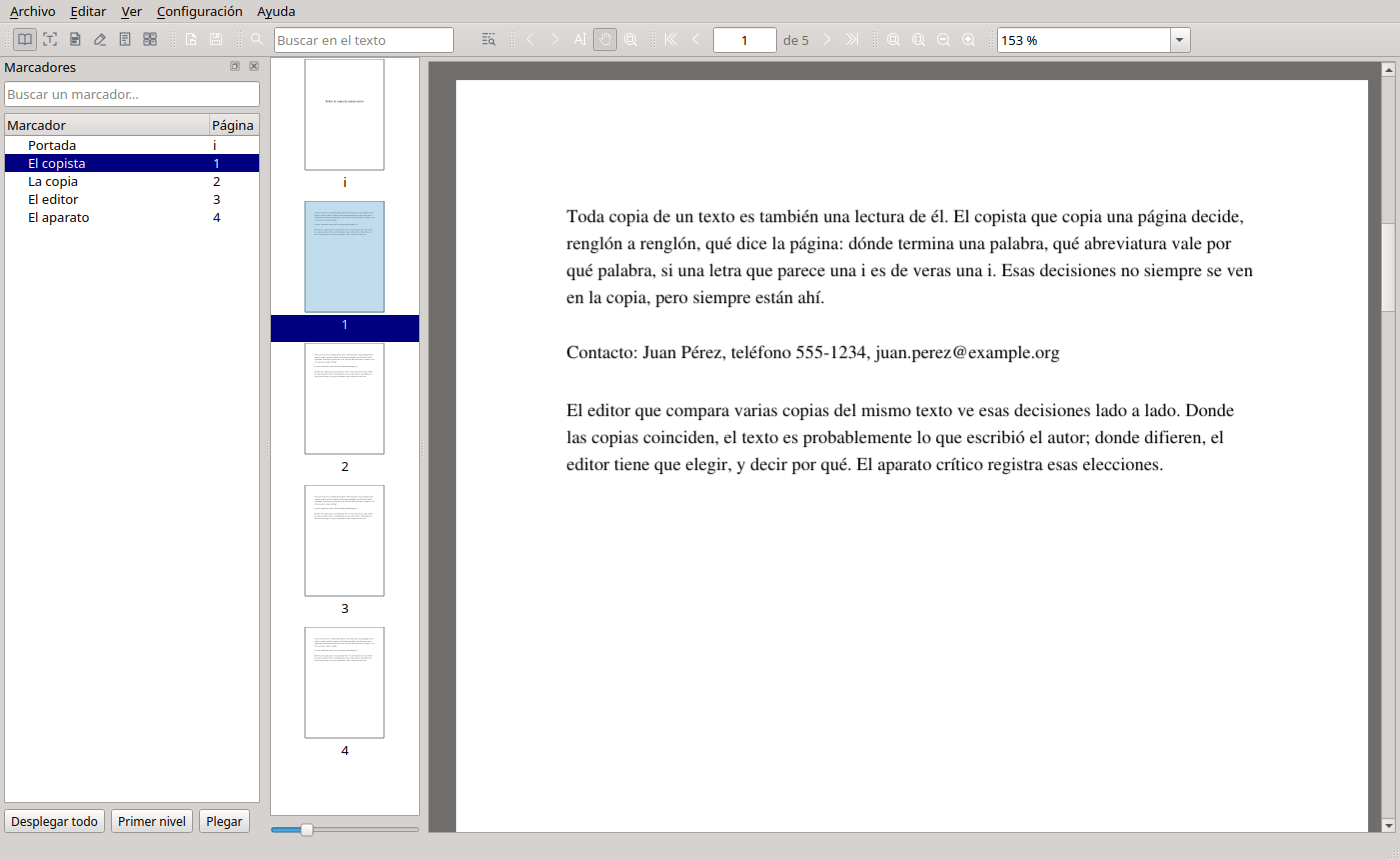 Archivo Editar Ver Configuración Ayuda
Buscar en el texto
1 de 5
153 %
Marcadores
Buscar un marcador...
Marcador Página
Portada i
El copista 1
La copia 2
El editor 3
El aparato 4
Desplegar todo Primer nivel Plegar
i
1
2
3
4
Toda copia de un texto es también una lectura de él. El copista que copia una página decide,
renglón a renglón, qué dice la página: dónde termina una palabra, qué abreviatura vale por
qué palabra, si una letra que parece una i es de veras una i. Esas decisiones no siempre se ven
en la copia, pero siempre están ahí.
Contacto: Juan Pérez, teléfono 555-1234, juan.perez@example.org
El editor que compara varias copias del mismo texto ve esas decisiones lado a lado. Donde
las copias coinciden, el texto es probablemente lo que escribió el autor; donde difieren, el
editor tiene que elegir, y decir por qué. El aparato crítico registra esas elecciones.